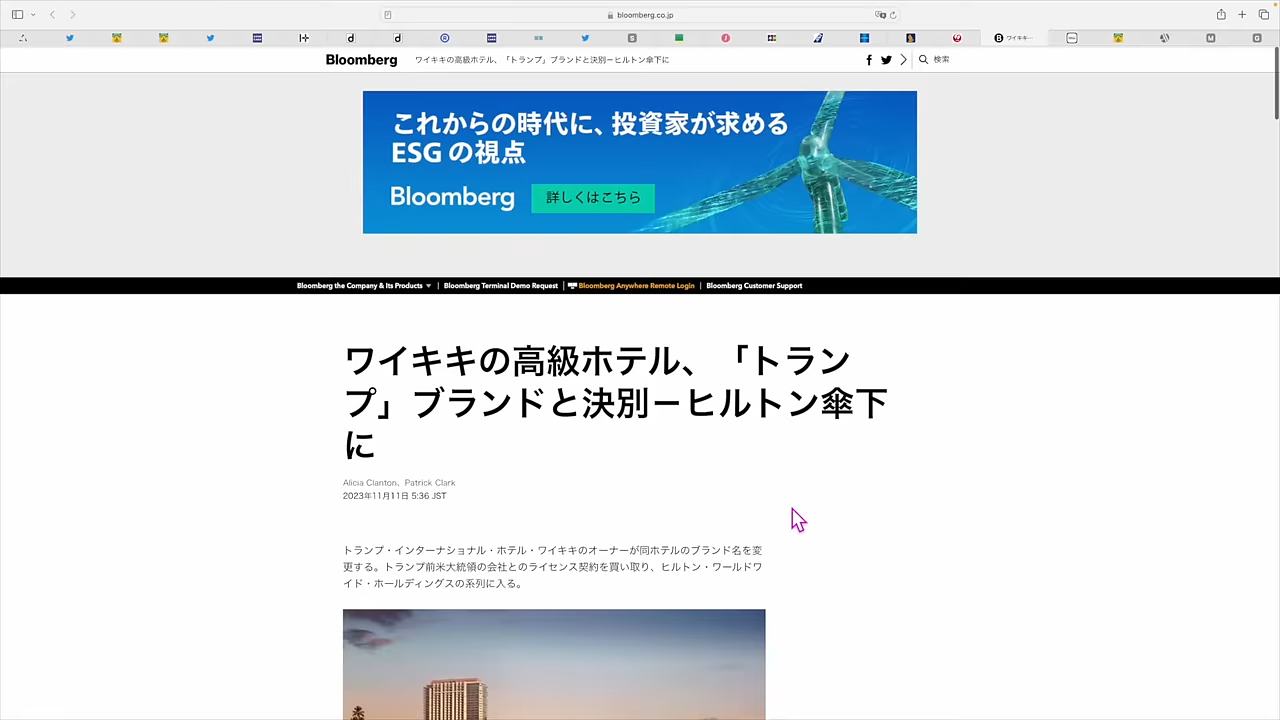 bloomberg.co.jp
ワイキキ…
Bloomberg ワイキキの高級ホテル、「トランプ」ブランドと決別－ヒルトン傘下に 検索
これからの時代に、投資家が求める
ESG の視点
Bloomberg 詳しくはこちら
Bloomberg the Company & Its Products | Bloomberg Terminal Demo Request | Bloomberg Anywhere Remote Login | Bloomberg Customer Support
ワイキキの高級ホテル、「トラン
プ」ブランドと決別－ヒルトン傘下
に
Alicia Clanton、Patrick Clark
2023年11月11日 5:36 JST
トランプ・インターナショナル・ホテル・ワイキキのオーナーが同ホテルのブランド名を変
更する。トランプ前米大統領の会社とのライセンス契約を買い取り、ヒルトン・ワールドワ
イド・ホールディングスの系列に入る。